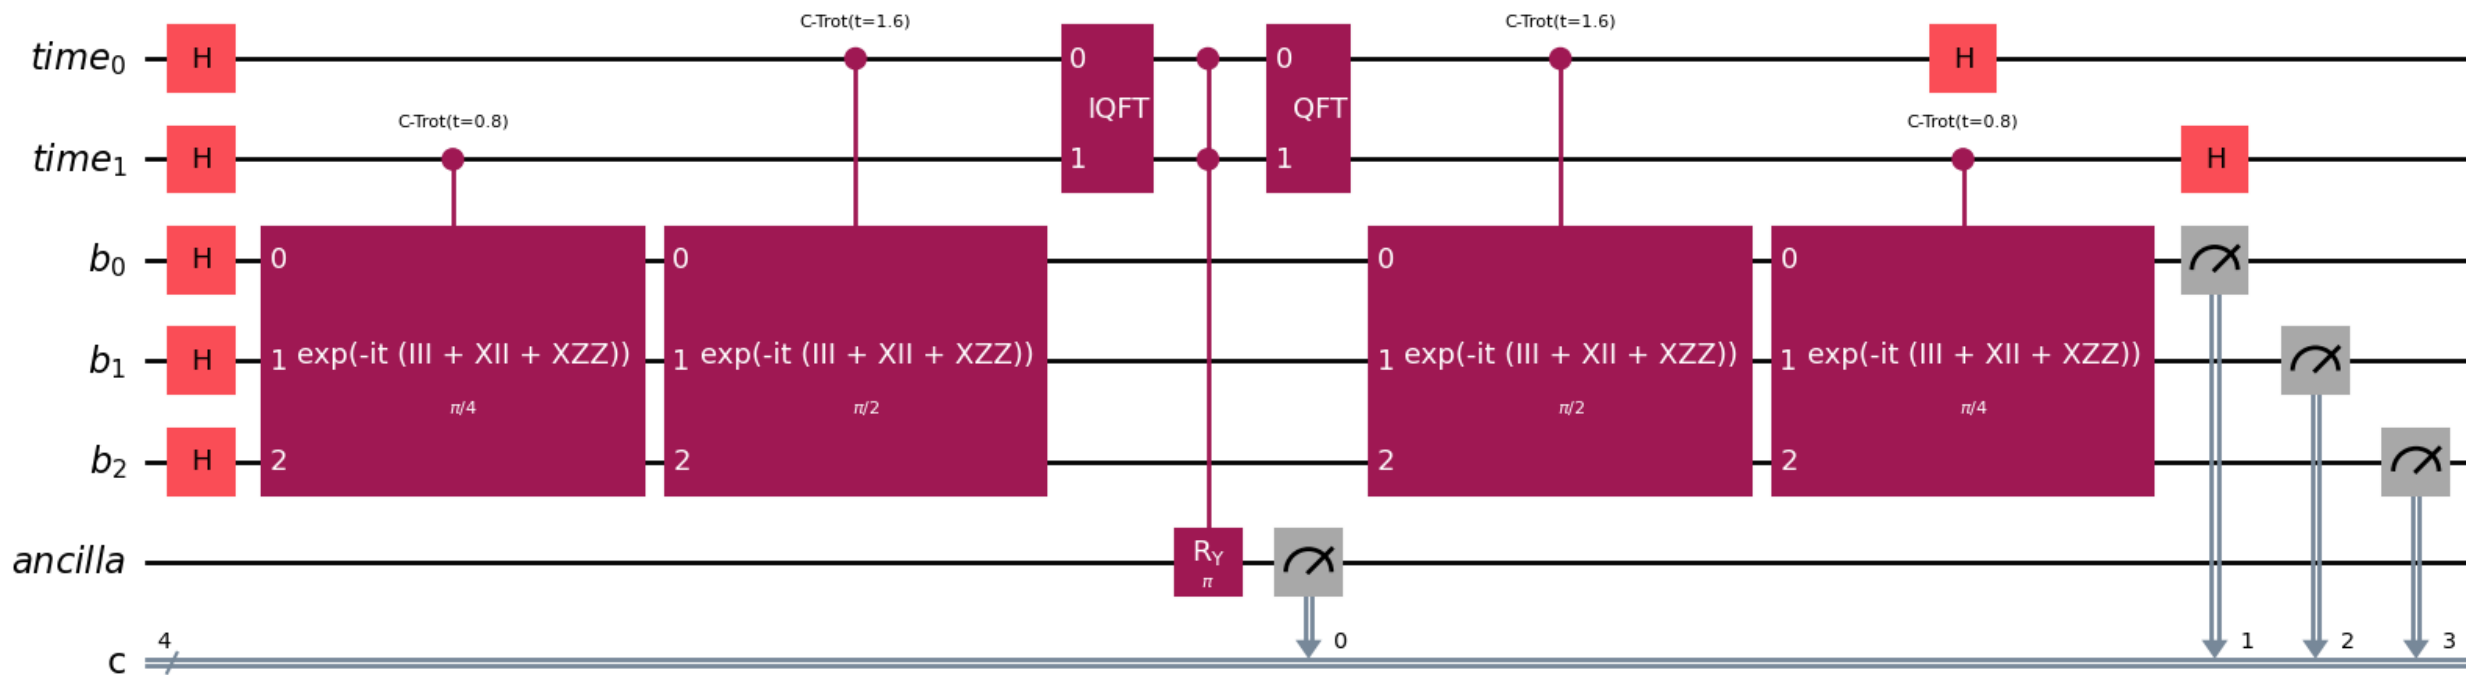 C-Trot(t=1.6) C-Trot(t=1.6)
time0 H 0 0 H
C-Trot(t=0.8) IQFT QFT C-Trot(t=0.8)
time1 H 1 1 H
b0 H 0 0 0 0
b1 H 1 exp(-it (III + XII + XZZ)) 1 exp(-it (III + XII + XZZ)) 1 exp(-it (III + XII + XZZ)) 1 exp(-it (III + XII + XZZ))
π/4 π/2 π/2 π/4
b2 H 2 2 2 2
ancilla RY
π
4 0 1 2 3
c